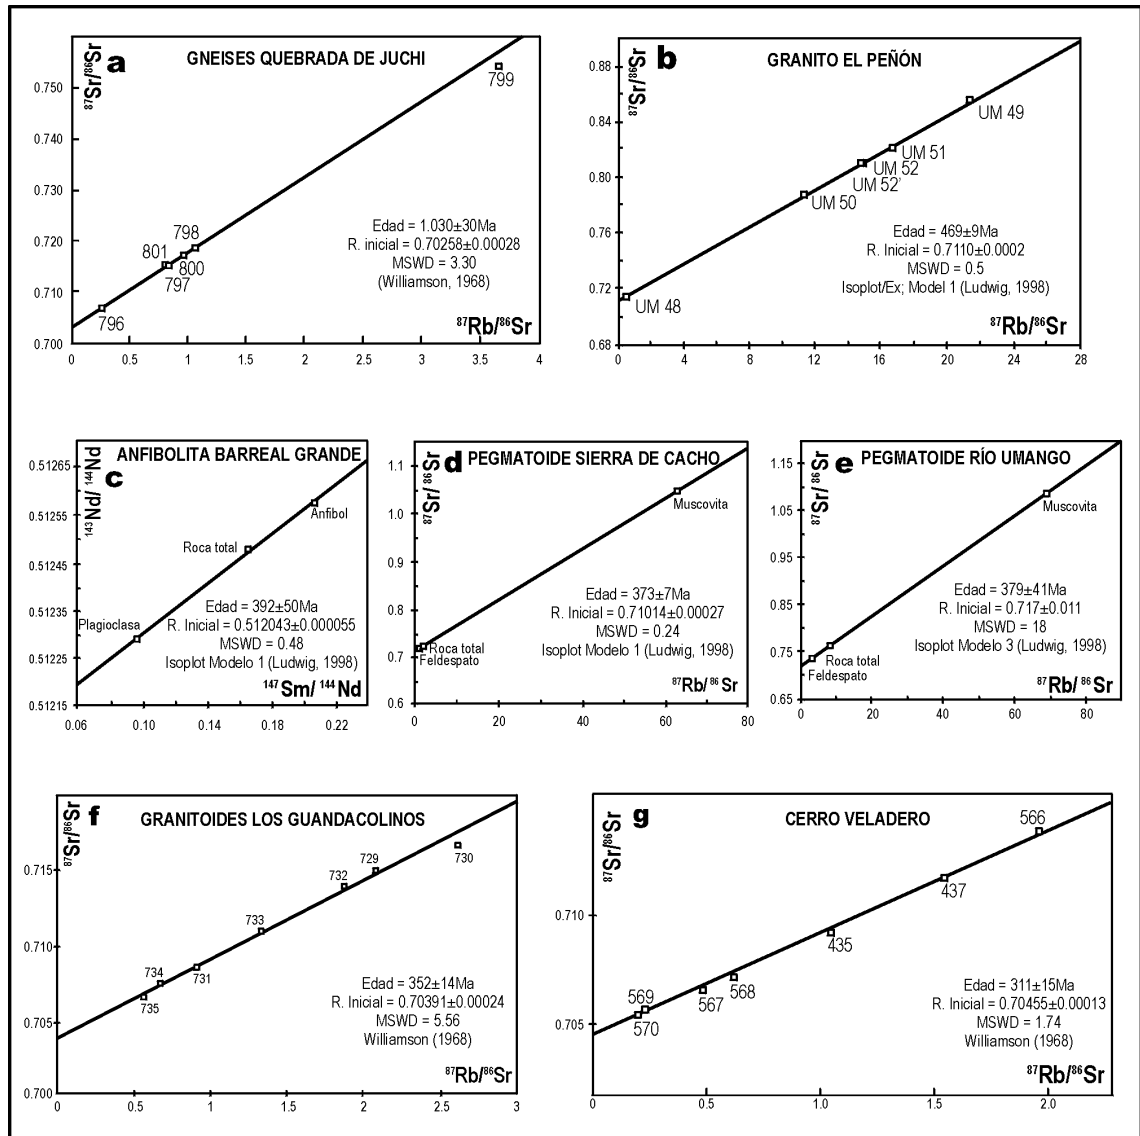 a
GNEISES QUEBRADA DE JUCHI
⁸⁷Sr/⁸⁶Sr
0.750
0.740
0.730
0.720
0.710
0.700
799
798
801
800
797
796
Edad = 1.030±30Ma
R. inicial = 0.70258±0.00028
MSWD = 3.30
(Williamson, 1968)
⁸⁷Rb/⁸⁶Sr
0 0.5 1 1.5 2 2.5 3 3.5 4
b
GRANITO EL PEÑÓN
⁸⁷Sr/⁸⁶Sr
0.88
0.84
0.80
0.76
0.72
0.68
UM 49
UM 51
UM 52
UM 52'
UM 50
UM 48
Edad = 469±9Ma
R. Inicial = 0.7110±0.0002
MSWD = 0.5
Isoplot/Ex; Model 1 (Ludwig, 1998)
⁸⁷Rb/⁸⁶Sr
0 4 8 12 16 20 24 28
c
ANFIBOLITA BARREAL GRANDE
¹⁴³Nd/ ¹⁴⁴Nd
0.51265
0.51255
0.51245
0.51235
0.51225
0.51215
Anfibol
Roca total
Plagioclasa
Edad = 392±50Ma
R. Inicial = 0.512043±0.000055
MSWD = 0.48
Isoplot Modelo 1 (Ludwig, 1998)
¹⁴⁷Sm/ ¹⁴⁴Nd
0.06 0.10 0.14 0.18 0.22
d
PEGMATOIDE SIERRA DE CACHO
⁸⁷Sr/ ⁸⁶Sr
1.1
1.0
0.9
0.8
0.7
0.6
Muscovita
Roca total
Feldespato
Edad = 373±7Ma
R. Inicial = 0.71014±0.00027
MSWD = 0.24
Isoplot Modelo 1 (Ludwig, 1998)
⁸⁷Rb/ ⁸⁶Sr
0 20 40 60 80
e
PEGMATOIDE RÍO UMANGO
⁸⁷Sr/ ⁸⁶Sr
1.15
1.05
0.95
0.85
0.75
0.65
Muscovita
Roca total
Feldespato
Edad = 379±41Ma
R. Inicial = 0.717±0.011
MSWD = 18
Isoplot Modelo 3 (Ludwig, 1998)
⁸⁷Rb/ ⁸⁶Sr
0 20 40 60 80
f
GRANITOIDES LOS GUANDACOLINOS
⁸⁷Sr/⁸⁶Sr
0.715
0.710
0.705
0.700
729
730
732
733
734
731
735
Edad = 352±14Ma
R. Inicial = 0.70391±0.00024
MSWD = 5.56
Williamson (1968)
⁸⁷Rb/⁸⁶Sr
0 0.5 1 1.5 2 2.5 3
g
CERRO VELADERO
⁸⁷Sr/⁸⁶Sr
0.710
0.705
566
437
435
568
567
569
570
Edad = 311±15Ma
R. Inicial = 0.70455±0.00013
MSWD = 1.74
Williamson (1968)
⁸⁷Rb/⁸⁶Sr
0 0.5 1.0 1.5 2.0